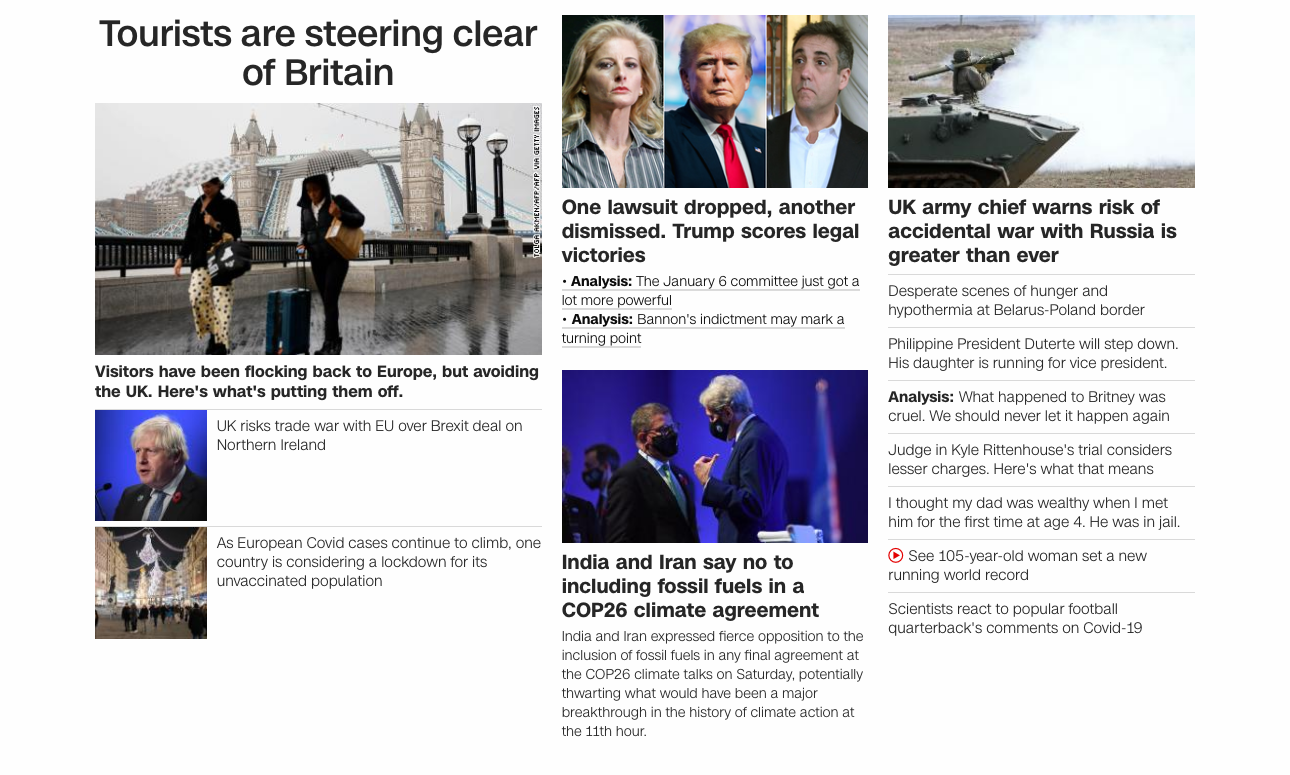 Tourists are steering clear
of Britain
TOLGA AKMEN/AFP/AFP VIA GETTY IMAGES
Visitors have been flocking back to Europe, but avoiding
the UK. Here's what's putting them off.
UK risks trade war with EU over Brexit deal on
Northern Ireland
As European Covid cases continue to climb, one
country is considering a lockdown for its
unvaccinated population
One lawsuit dropped, another
dismissed. Trump scores legal
victories
• Analysis: The January 6 committee just got a
lot more powerful
• Analysis: Bannon's indictment may mark a
turning point
India and Iran say no to
including fossil fuels in a
COP26 climate agreement
India and Iran expressed fierce opposition to the
inclusion of fossil fuels in any final agreement at
the COP26 climate talks on Saturday, potentially
thwarting what would have been a major
breakthrough in the history of climate action at
the 11th hour.
UK army chief warns risk of
accidental war with Russia is
greater than ever
Desperate scenes of hunger and
hypothermia at Belarus-Poland border
Philippine President Duterte will step down.
His daughter is running for vice president.
Analysis: What happened to Britney was
cruel. We should never let it happen again
Judge in Kyle Rittenhouse's trial considers
lesser charges. Here's what that means
I thought my dad was wealthy when I met
him for the first time at age 4. He was in jail.
See 105-year-old woman set a new
running world record
Scientists react to popular football
quarterback's comments on Covid-19